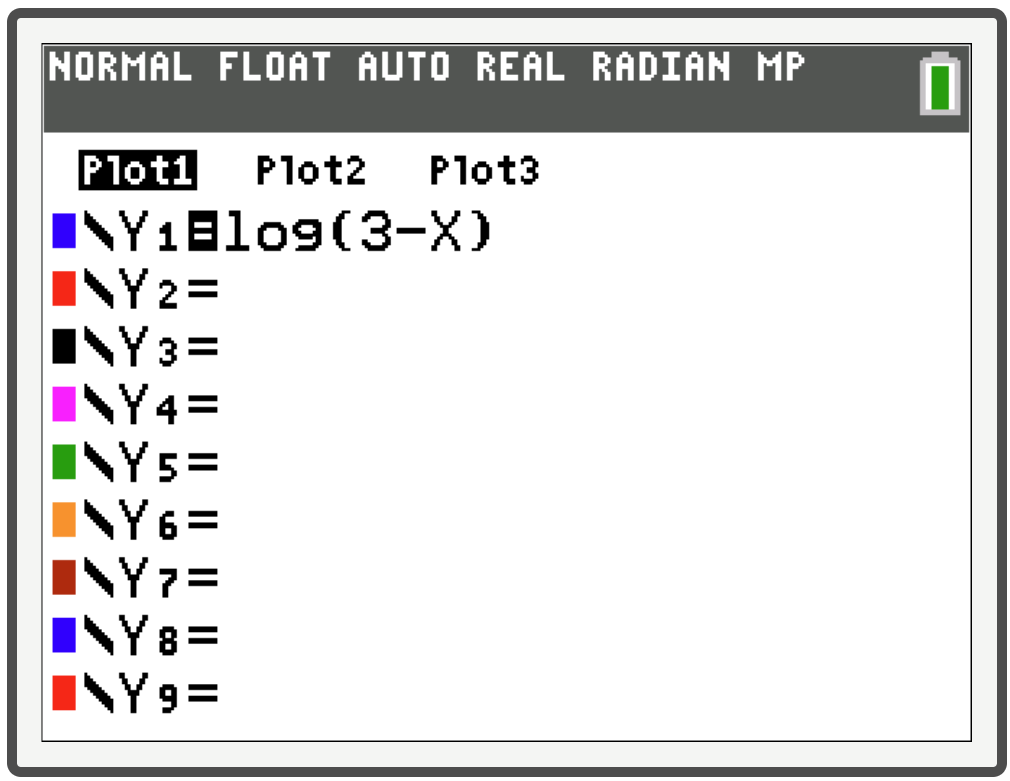 NORMAL FLOAT AUTO REAL RADIAN MP
Plot1 Plot2 Plot3
\Y1=log(3-X)
\Y2=
\Y3=
\Y4=
\Y5=
\Y6=
\Y7=
\Y8=
\Y9=